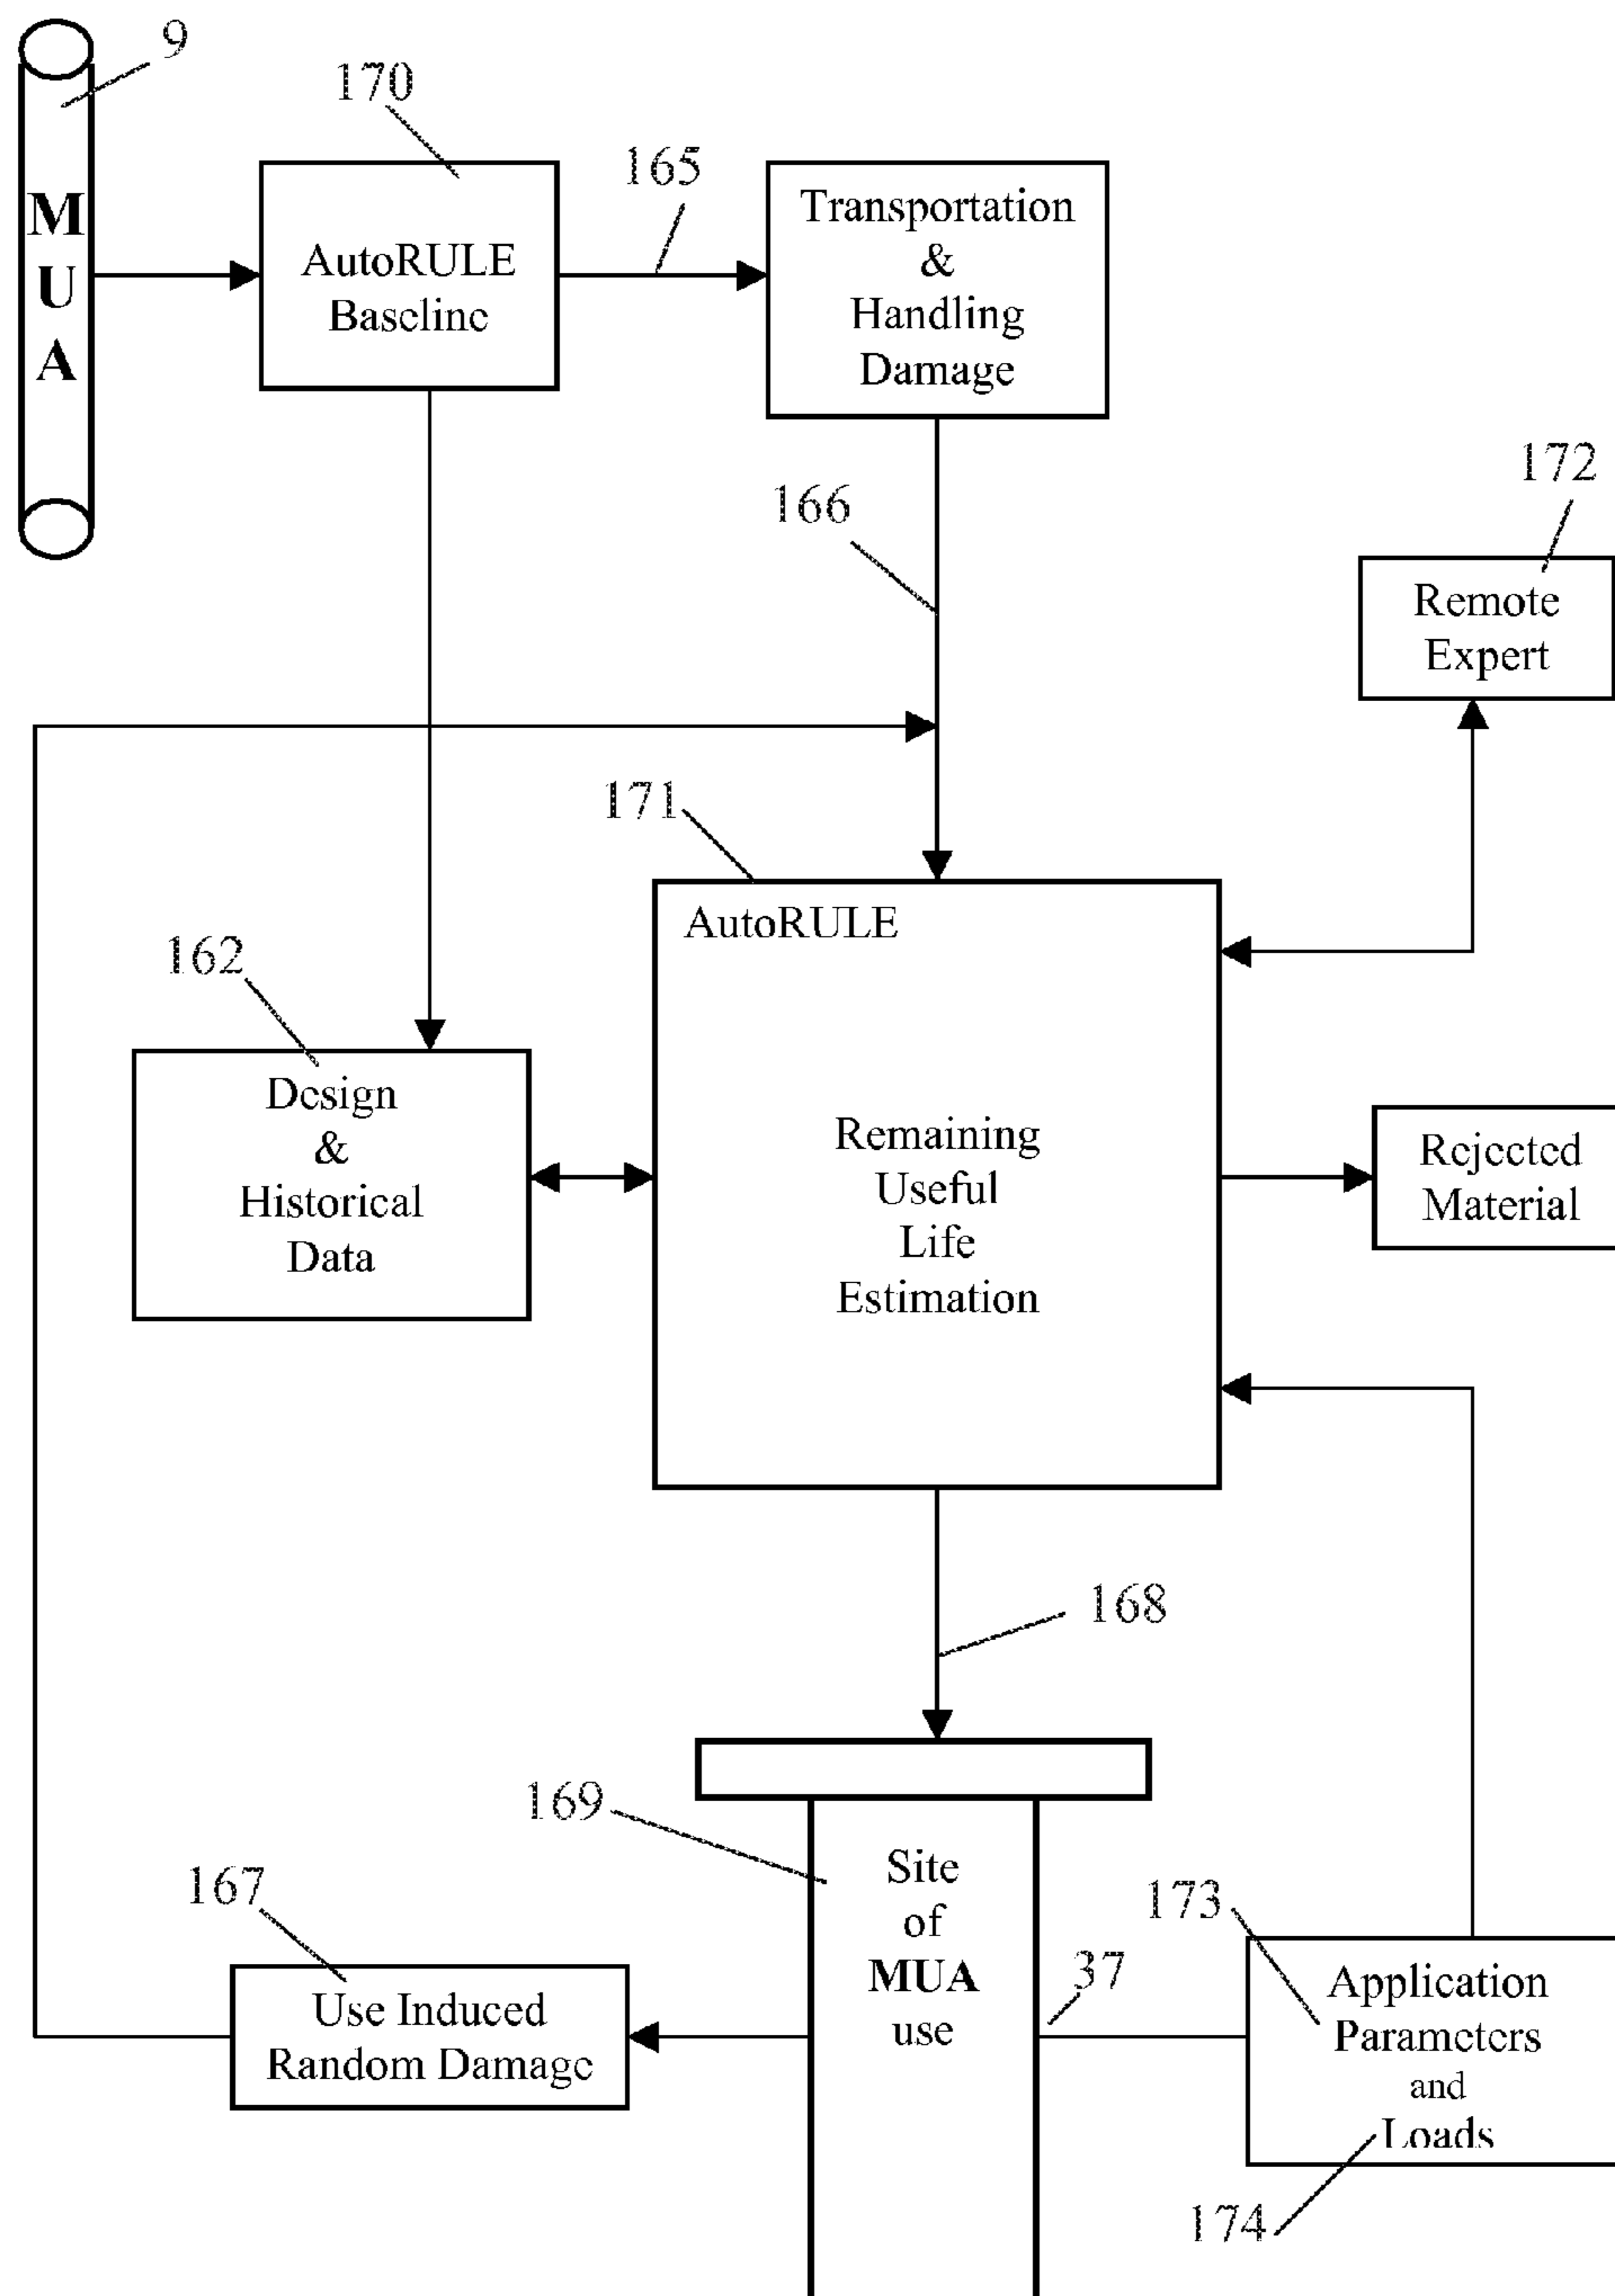 9
170
165
M
U
A
AutoRULE
Baseline
Transportation
&
Handling
Damage
166
172
Remote
Expert
171
AutoRULE
162
Design
&
Historical
Data
Remaining
Useful
Life
Estimation
Rejected
Material
168
169
Site
of
MUA
use
167
Use Induced
Random Damage
37
173
Application
Parameters
and
Loads
174